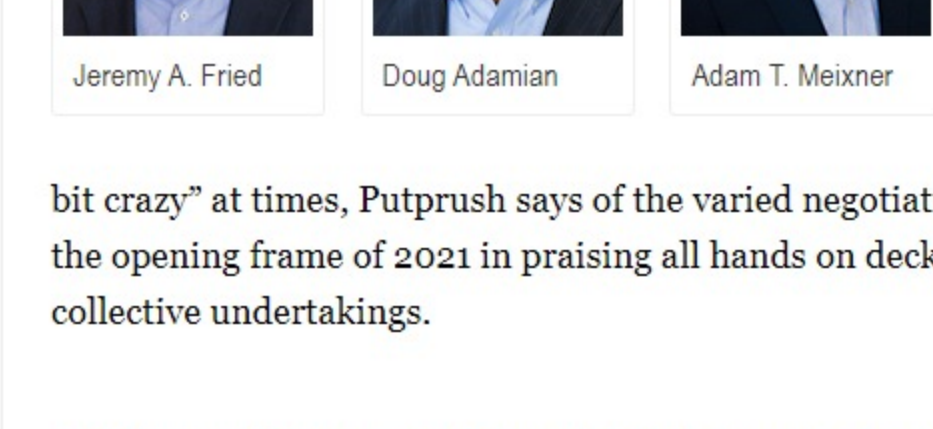 Jeremy A. Fried
Doug Adamian
Adam T. Meixner
bit crazy” at times, Putprush says of the varied negotiat
the opening frame of 2021 in praising all hands on deck
collective undertakings.